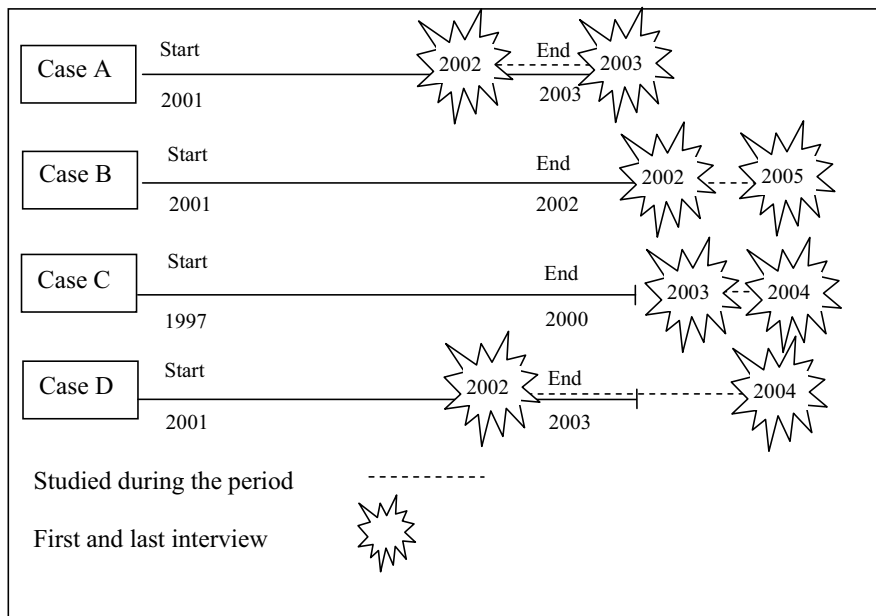 Start End
Case A 2002 2003
2001 2003
Start End
Case B 2002 2005
2001 2002
Start End
Case C 2003 2004
1997 2000
Start End
Case D 2002 2004
2001 2003
Studied during the period
First and last interview